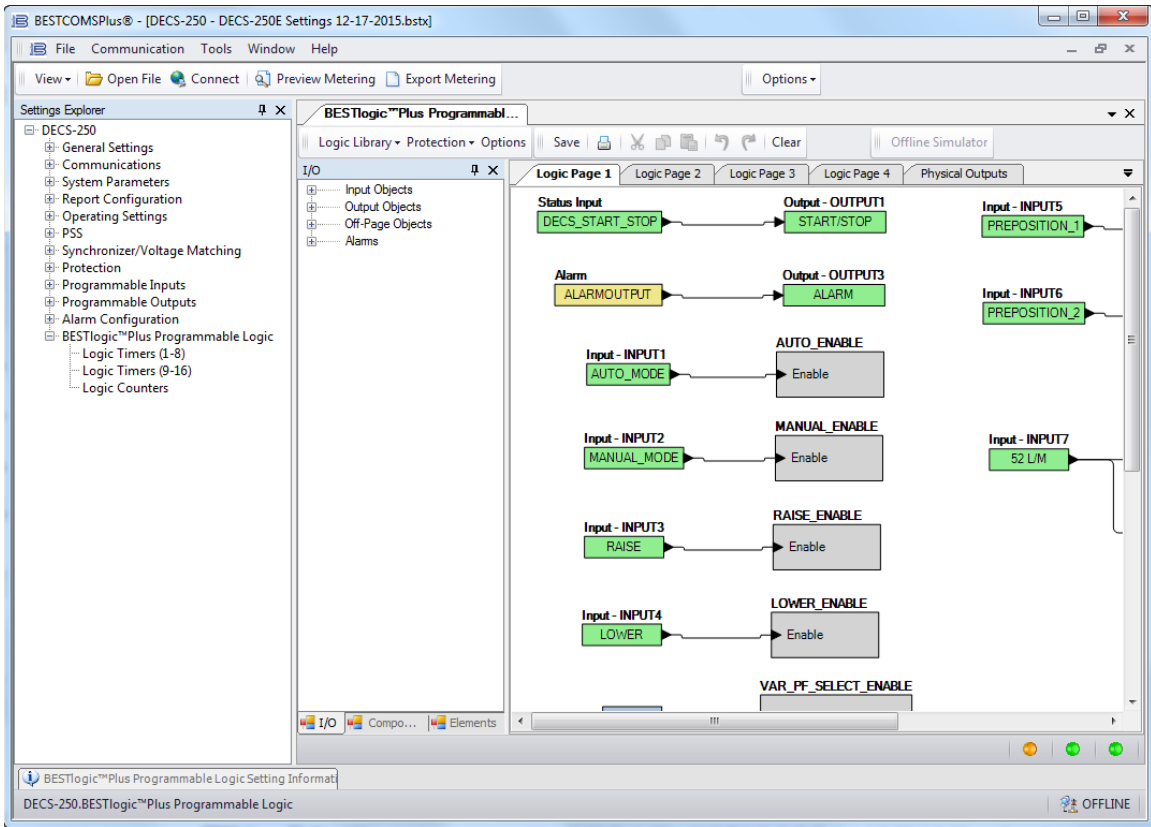 BESTCOMSPlus® - [DECS-250 - DECS-250E Settings 12-17-2015.bstx]
File Communication Tools Window Help
View Open File Connect Preview Metering Export Metering Options
Settings Explorer
DECS-250
General Settings
Communications
System Parameters
Report Configuration
Operating Settings
PSS
Synchronizer/Voltage Matching
Protection
Programmable Inputs
Programmable Outputs
Alarm Configuration
BESTlogic™Plus Programmable Logic
Logic Timers (1-8)
Logic Timers (9-16)
Logic Counters
BESTlogic™Plus Programmabl...
Logic Library Protection Options Save Clear Offline Simulator
I/O
Input Objects
Output Objects
Off-Page Objects
Alarms
I/O Compo... Elements
Logic Page 1 Logic Page 2 Logic Page 3 Logic Page 4 Physical Outputs
Status Input
DECS_START_STOP
Output - OUTPUT1
START/STOP
Input - INPUT5
PREPOSITION_1
Alarm
ALARMOUTPUT
Output - OUTPUT3
ALARM
Input - INPUT6
PREPOSITION_2
Input - INPUT1
AUTO_MODE
AUTO_ENABLE
Enable
Input - INPUT2
MANUAL_MODE
MANUAL_ENABLE
Enable
Input - INPUT7
52 L/M
Input - INPUT3
RAISE
RAISE_ENABLE
Enable
Input - INPUT4
LOWER
LOWER_ENABLE
Enable
VAR_PF_SELECT_ENABLE
BESTlogic™Plus Programmable Logic Setting Informati
DECS-250.BESTlogic™Plus Programmable Logic
OFFLINE